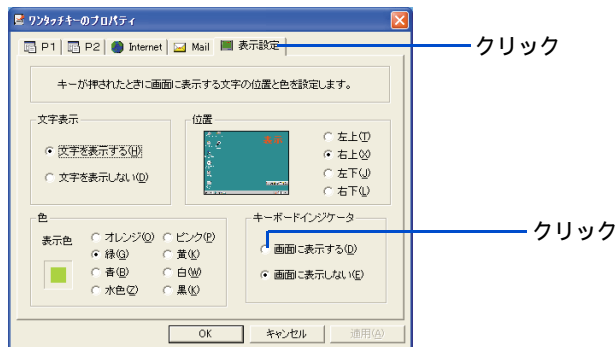 ワンタッチキーのプロパティ
P1 P2 Internet Mail 表示設定
クリック
キーが押されたときに画面に表示する文字の位置と色を設定します。
文字表示
文字を表示する(H)
文字を表示しない(D)
位置
表示
左上(T)
右上(X)
左下(J)
右下(L)
色
表示色
オレンジ(O) ピンク(P)
緑(G) 黄(K)
青(B) 白(W)
水色(Z) 黒(K)
キーボードインジケータ
画面に表示する(D)
画面に表示しない(E)
クリック
OK キャンセル 適用(A)